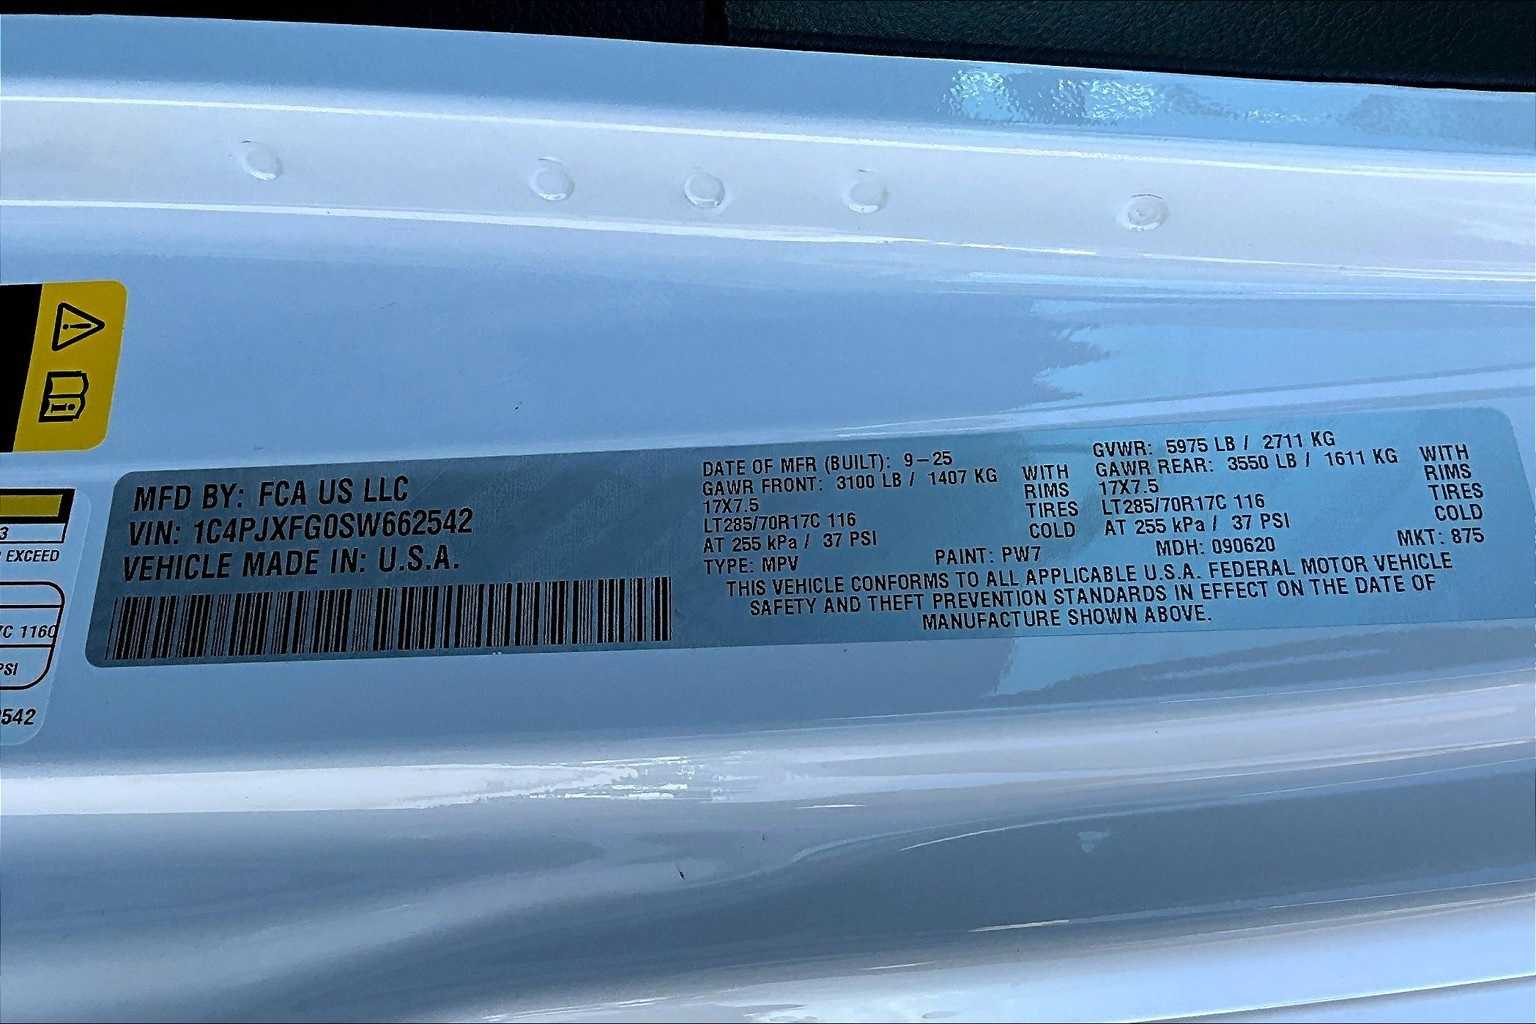 3
EXCEED
7C 116C
PSI
2542
MFD BY: FCA US LLC
VIN: 1C4PJXFG0SW662542
VEHICLE MADE IN: U.S.A.
DATE OF MFR (BUILT): 9-25
GAWR FRONT: 3100 LB / 1407 KG WITH
17X7.5 RIMS
LT285/70R17C 116 TIRES
AT 255 kPa / 37 PSI COLD
GVWR: 5975 LB / 2711 KG
GAWR REAR: 3550 LB / 1611 KG WITH
17X7.5 RIMS
LT285/70R17C 116 TIRES
AT 255 kPa / 37 PSI COLD
TYPE: MPV PAINT: PW7 MDH: 090620 MKT: 875
THIS VEHICLE CONFORMS TO ALL APPLICABLE U.S.A. FEDERAL MOTOR VEHICLE
SAFETY AND THEFT PREVENTION STANDARDS IN EFFECT ON THE DATE OF
MANUFACTURE SHOWN ABOVE.